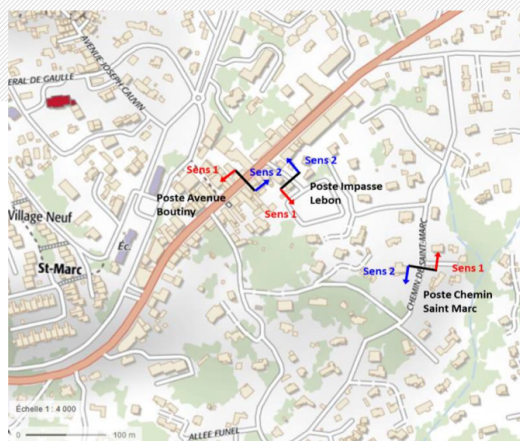 AVENUE JOSEPH CAUVIN
ERAL-DE GAULLE
Sens 1
Sens 2
Sens 2
Poste Impasse
Lebon
Poste Avenue
Boutiny
Sens 1
Village Neuf
Éc.
St-Marc
CHEMIN DE SAINT-MARC
Sens 2
Sens 1
Poste Chemin
Saint Marc
Échelle 1 : 4 000
0 100 m
ALLEE FUNEL